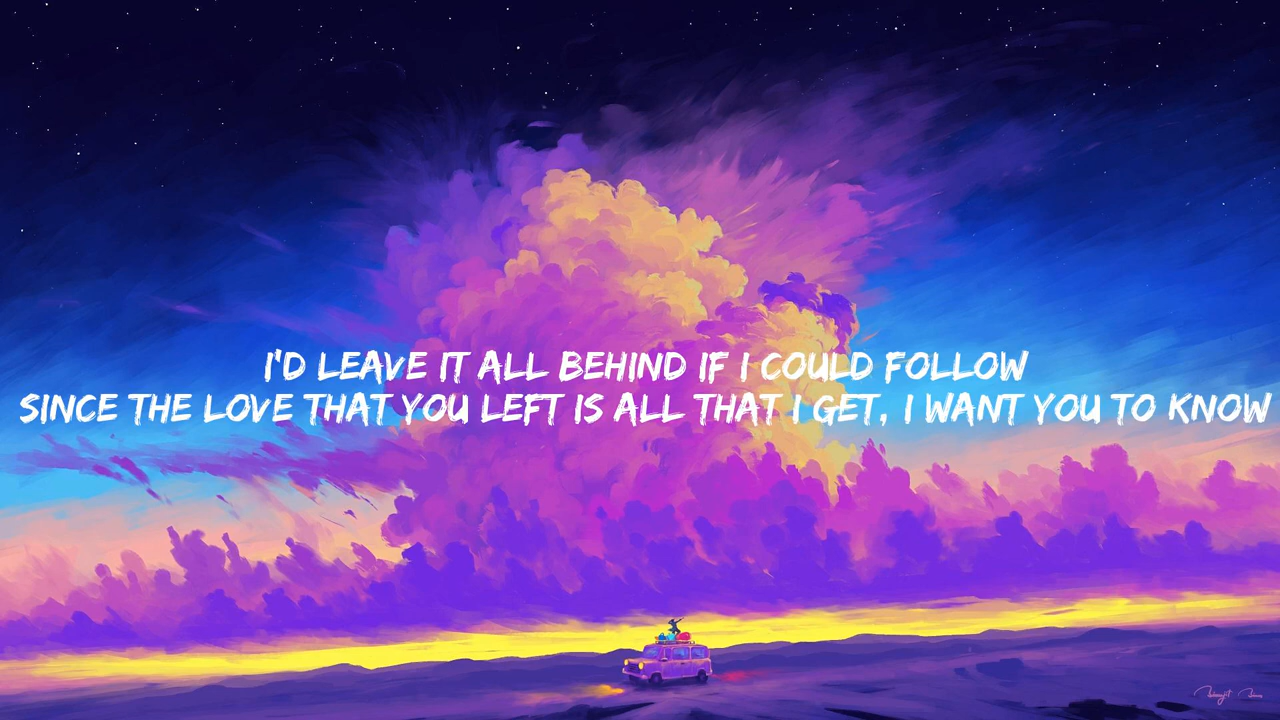 I'D LEAVE IT ALL BEHIND IF I COULD FOLLOW
SINCE THE LOVE THAT YOU LEFT IS ALL THAT I GET, I WANT YOU TO KNOW